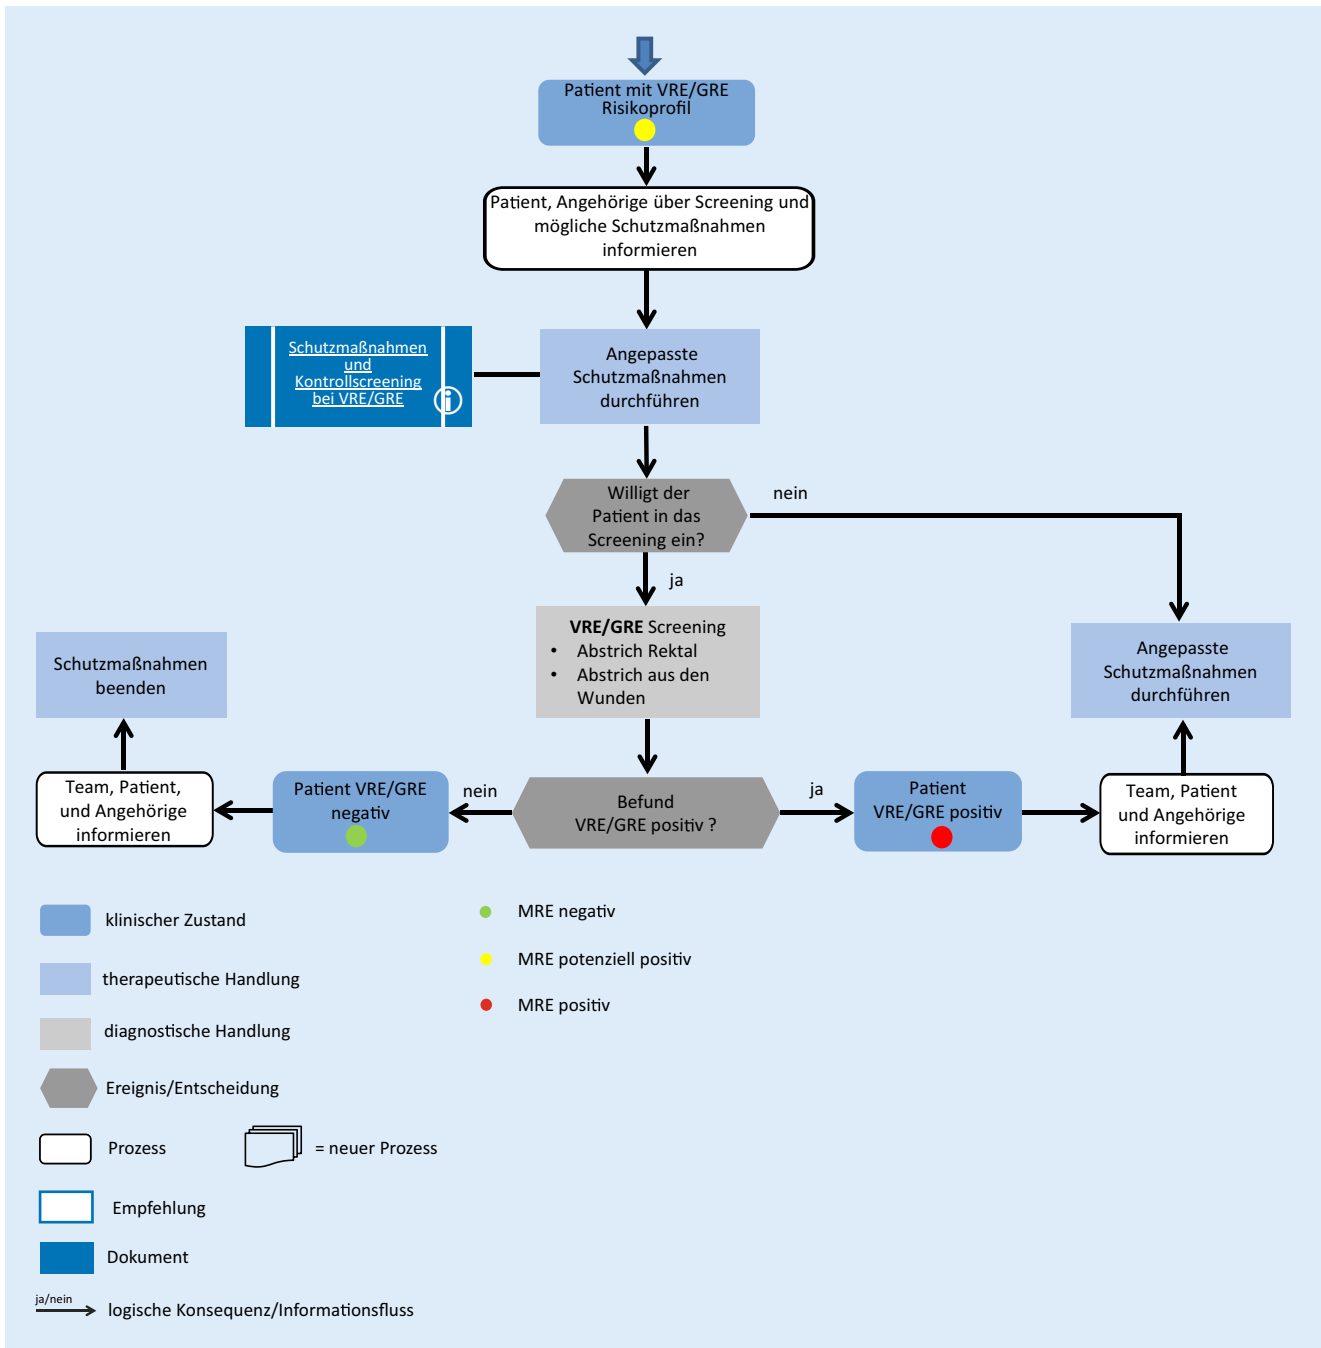 Patient mit VRE/GRE
Risikoprofil
Patient, Angehörige über Screening und
mögliche Schutzmaßnahmen
informieren
Schutzmaßnahmen
und
Kontrollscreening
bei VRE/GRE
i
Angepasste
Schutzmaßnahmen
durchführen
Willigt der
Patient in das
Screening ein?
nein
ja
VRE/GRE Screening
• Abstrich Rektal
• Abstrich aus den
Wunden
Schutzmaßnahmen
beenden
Angepasste
Schutzmaßnahmen
durchführen
Team, Patient,
und Angehörige
informieren
Patient VRE/GRE
negativ
nein
Befund
VRE/GRE positiv ?
ja
Patient
VRE/GRE positiv
Team, Patient
und Angehörige
informieren
klinischer Zustand
therapeutische Handlung
diagnostische Handlung
Ereignis/Entscheidung
Prozess
= neuer Prozess
Empfehlung
Dokument
ja/nein
logische Konsequenz/Informationsfluss
MRE negativ
MRE potenziell positiv
MRE positiv